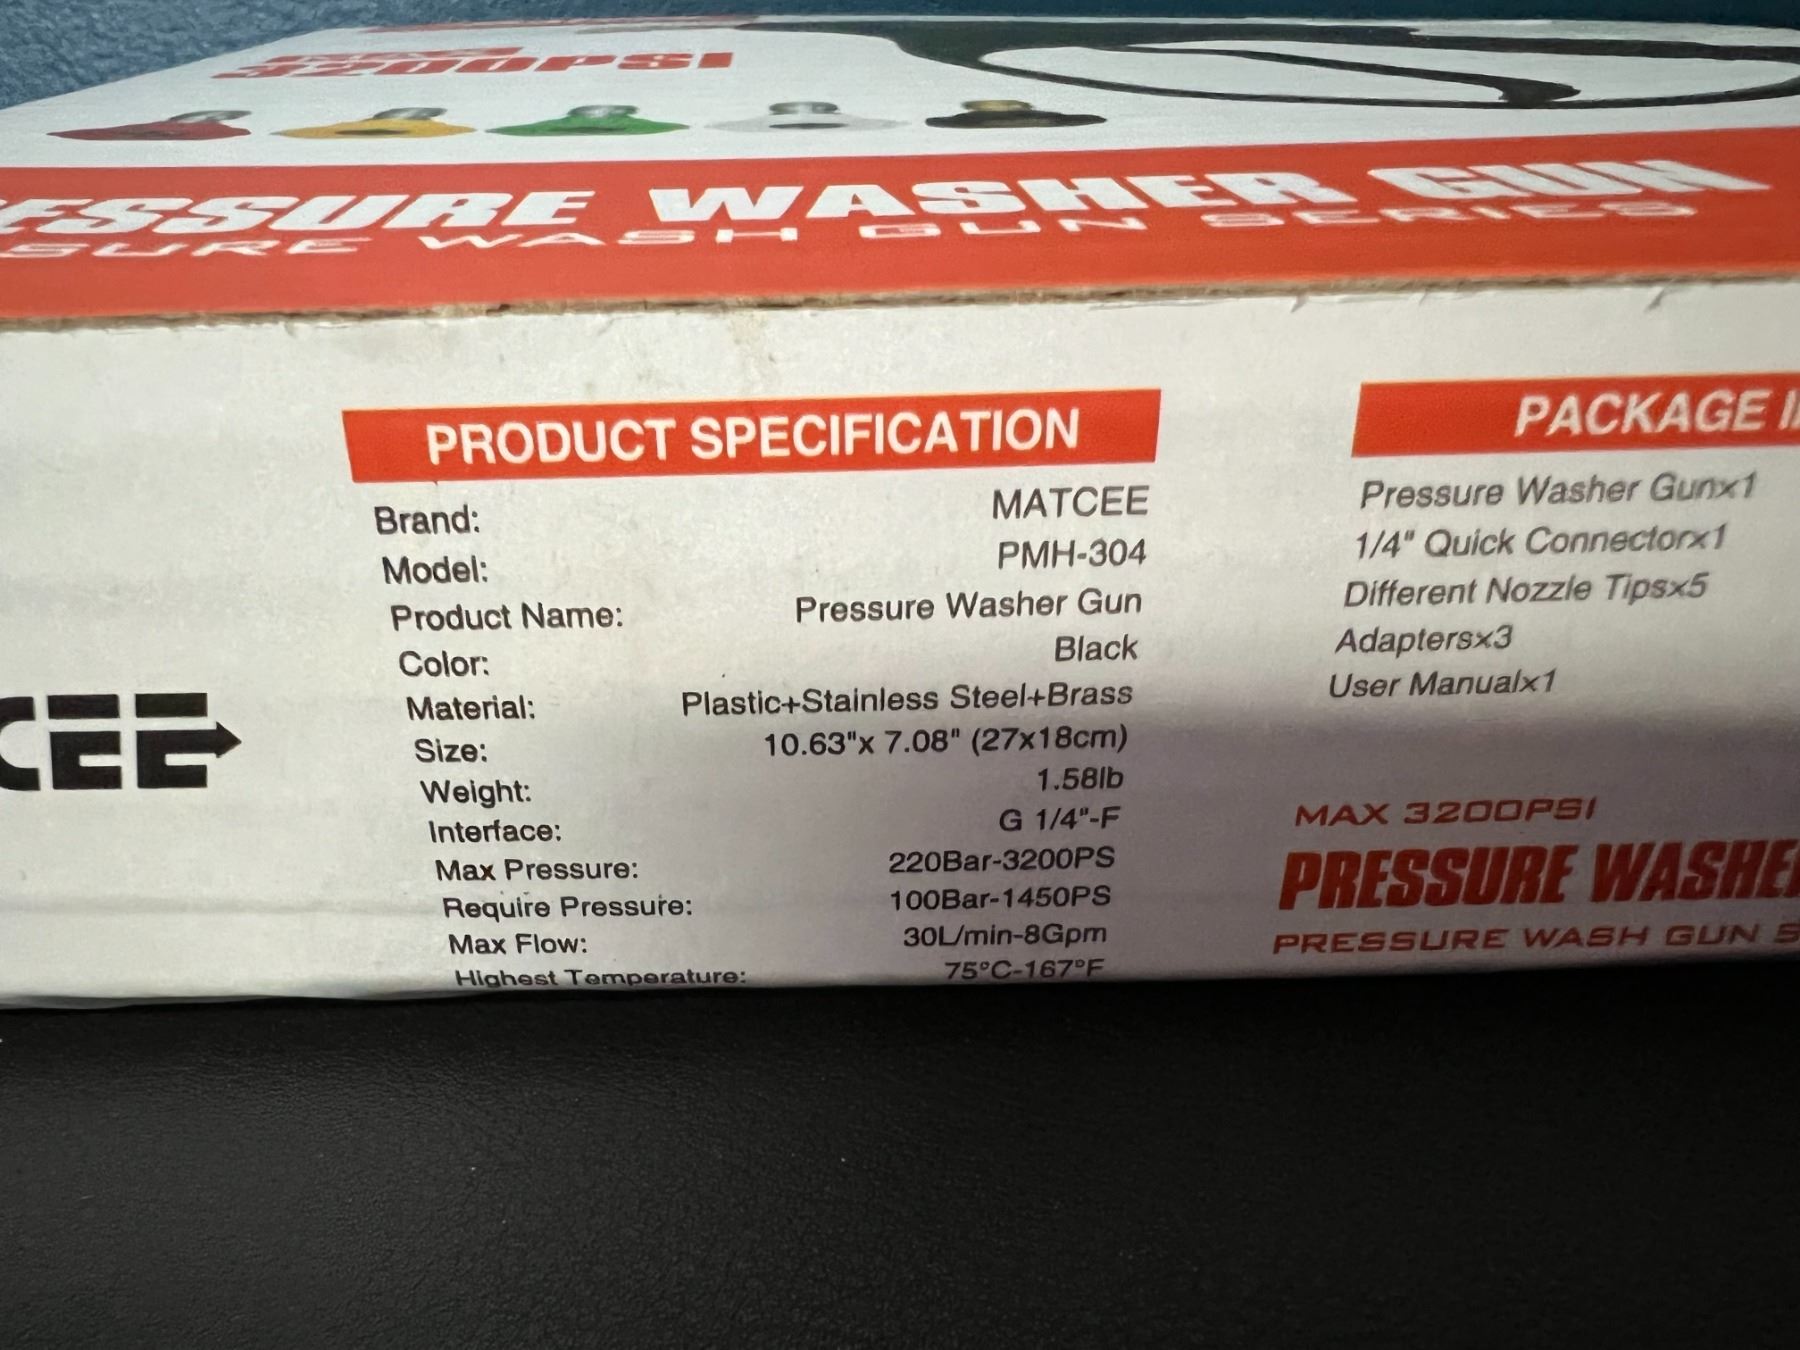 3200PSI
ESSURE WASHER GUN
SURE WASH GUN SERIES
PRODUCT SPECIFICATION
Brand: MATCEE
Model: PMH-304
Product Name: Pressure Washer Gun
Color: Black
Material: Plastic+Stainless Steel+Brass
Size: 10.63"x 7.08" (27x18cm)
Weight: 1.58lb
Interface: G 1/4"-F
Max Pressure: 220Bar-3200PS
Require Pressure: 100Bar-1450PS
Max Flow: 30L/min-8Gpm
Highest Temperature: 75°C-167°F
CEE
PACKAGE
Pressure Washer Gunx1
1/4" Quick Connectorx1
Different Nozzle Tipsx5
Adaptersx3
User Manualx1
MAX 3200PSI
PRESSURE WASHE
PRESSURE WASH GUN S